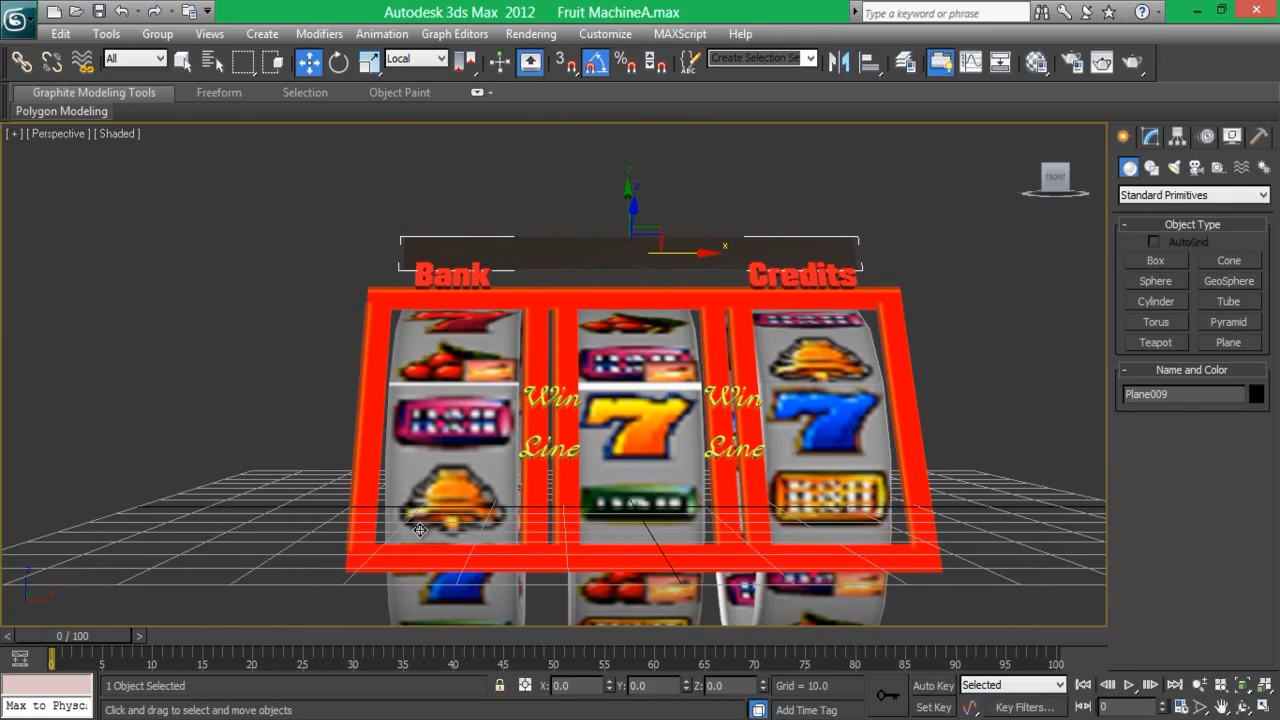 Autodesk 3ds Max 2012 Fruit MachineA.max
Type a keyword or phrase
Edit Tools Group Views Create Modifiers Animation Graph Editors Rendering Customize MAXScript Help
All
Local
3
Create Selection Se
Graphite Modeling Tools Freeform Selection Object Paint
Polygon Modeling
[ + ] [ Perspective ] [ Shaded ]
FRONT
z
x
Bank Credits
Win Win
Line Line
7 7
Standard Primitives
Object Type
AutoGrid
Box Cone
Sphere GeoSphere
Cylinder Tube
Torus Pyramid
Teapot Plane
Name and Color
Plane009
0 / 100
0 5 10 15 20 25 30 35 40 45 50 55 60 65 70 75 80 85 90 95 100
1 Object Selected X: 0.0 Y: 0.0 Z: 0.0 Grid = 10.0 Auto Key Selected
Max to Physc Click and drag to select and move objects Add Time Tag Set Key Key Filters... 0